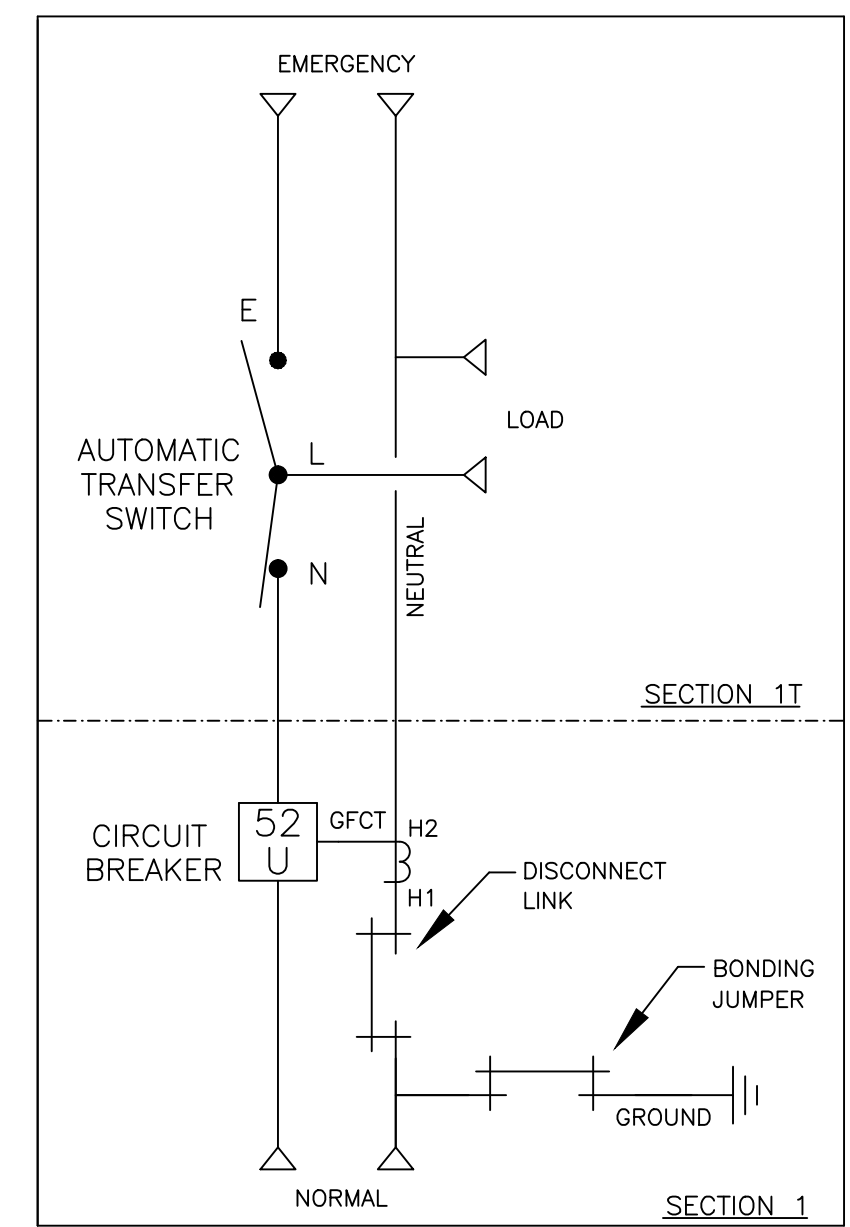 EMERGENCY
E
AUTOMATIC
TRANSFER
SWITCH
L
LOAD
N
NEUTRAL
SECTION 1T
CIRCUIT
BREAKER
52
U
GFCT
H2
H1
DISCONNECT
LINK
BONDING
JUMPER
GROUND
NORMAL
SECTION 1